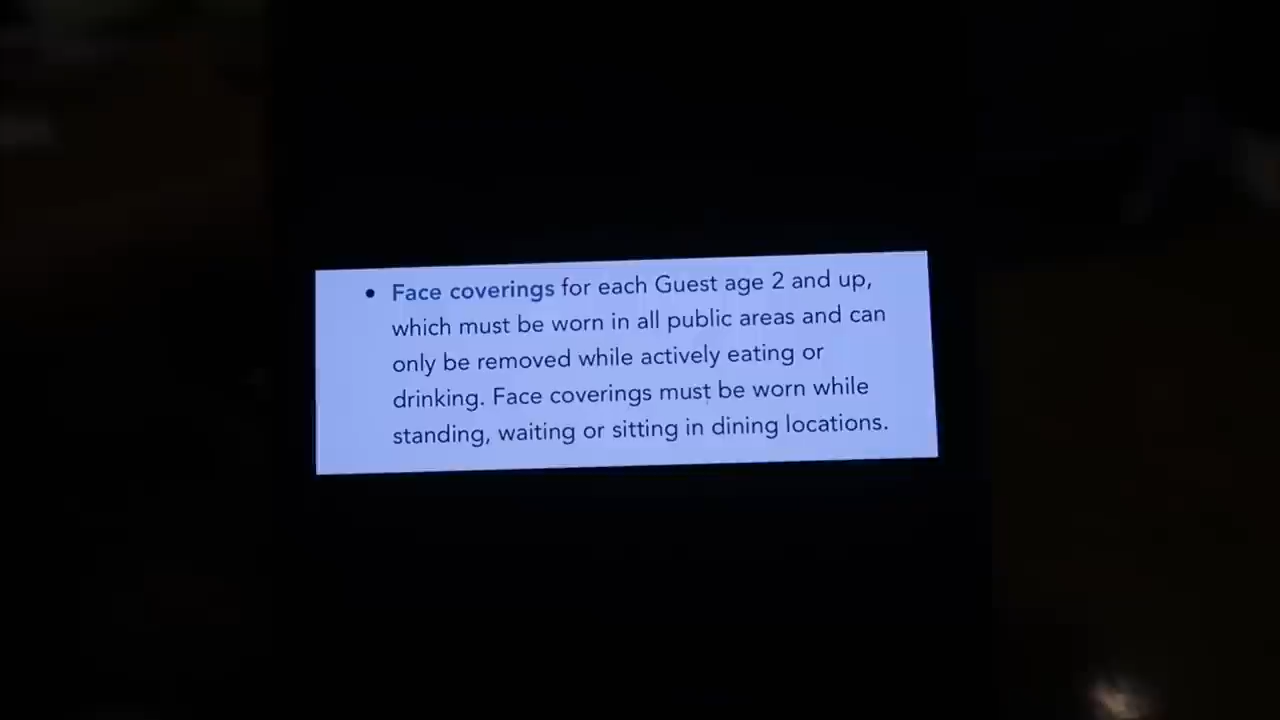 • Face coverings for each Guest age 2 and up,
which must be worn in all public areas and can
only be removed while actively eating or
drinking. Face coverings must be worn while
standing, waiting or sitting in dining locations.